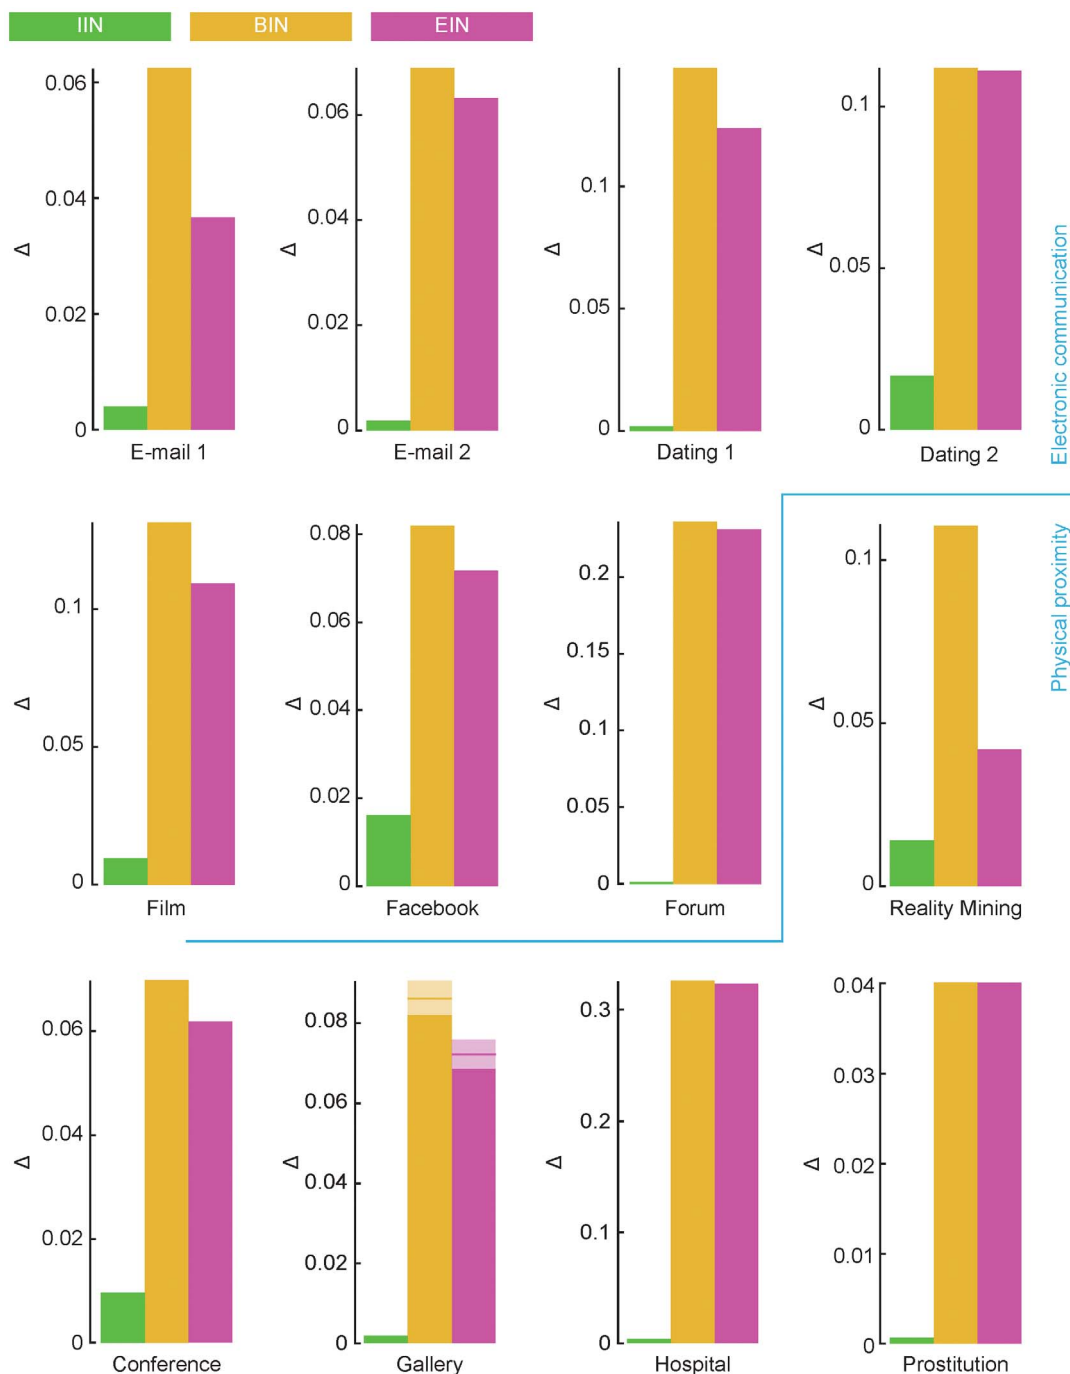 IIN BIN EIN
0.06
0.04
0.02
0
Δ
E-mail 1
0.06
0.04
0.02
0
Δ
E-mail 2
0.1
0.05
0
Δ
Dating 1
0.1
0.05
0
Δ
Dating 2
Electronic communication
0.1
0.05
0
Δ
Film
0.08
0.06
0.04
0.02
0
Δ
Facebook
0.2
0.15
0.1
0.05
0
Δ
Forum
Physical proximity
0.1
0.05
0
Δ
Reality Mining
0.06
0.04
0.02
0
Δ
Conference
0.08
0.06
0.04
0.02
0
Δ
Gallery
0.3
0.2
0.1
0
Δ
Hospital
0.04
0.03
0.02
0.01
0
Δ
Prostitution